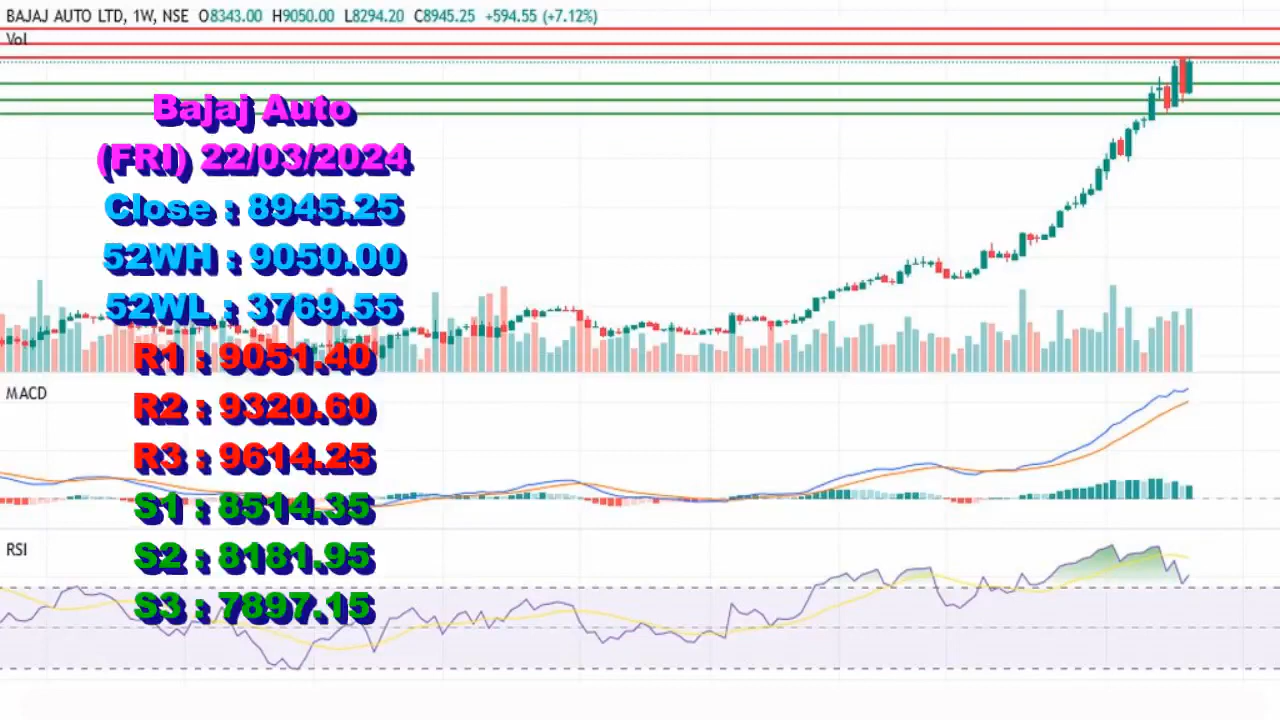 BAJAJ AUTO LTD, 1W, NSE O8343.00 H9050.00 L8294.20 C8945.25 +594.55 (+7.12%)
Vol
Bajaj Auto
(FRI) 22/03/2024
Close : 8945.25
52WH : 9050.00
52WL : 3769.55
R1 : 9051.40
MACD
R2 : 9320.60
R3 : 9614.25
S1 : 8514.35
RSI
S2 : 8181.95
S3 : 7897.15